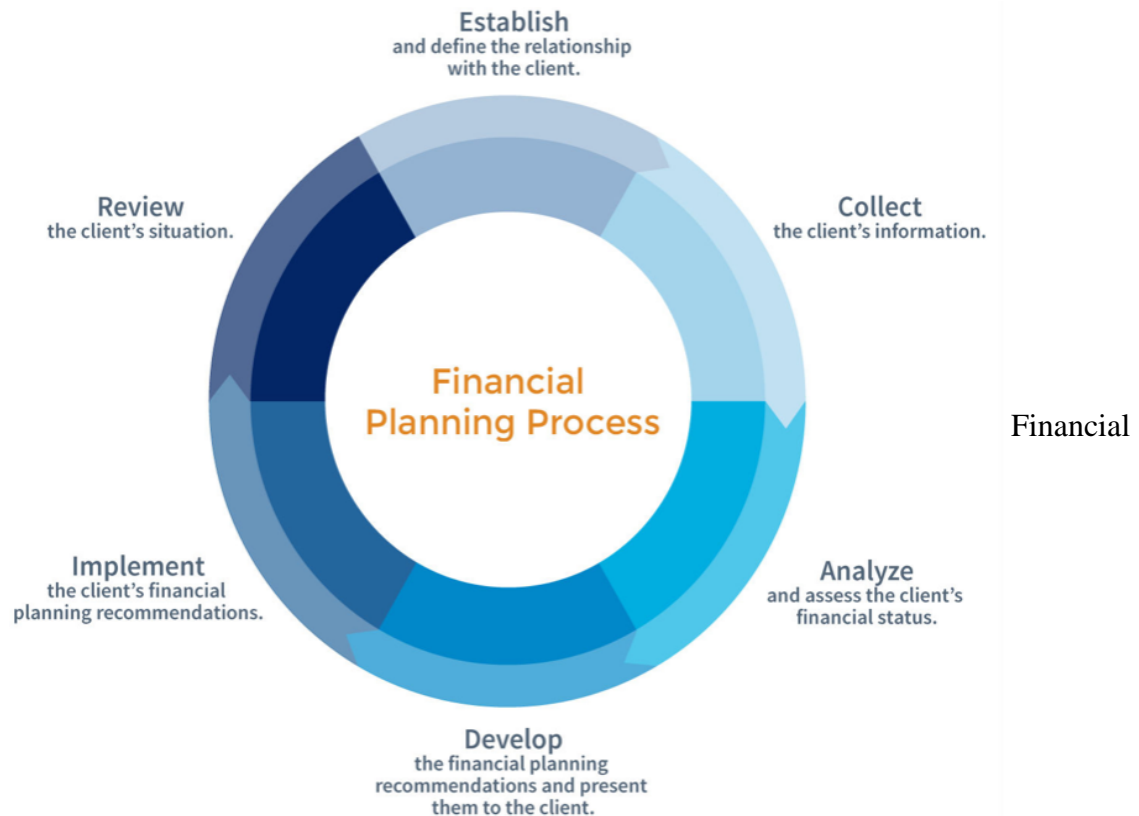 Establish
and define the relationship
with the client.
Collect
the client's information.
Analyze
and assess the client's
financial status.
Develop
the financial planning
recommendations and present
them to the client.
Implement
the client's financial
planning recommendations.
Review
the client's situation.
Financial
Planning Process
Financial